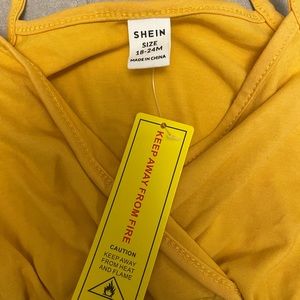 SHEIN
SIZE
18-24M
MADE IN CHINA
KEEP AWAY FROM FIRE
CAUTION
KEEP AWAY
FROM HEAT
AND FLAME